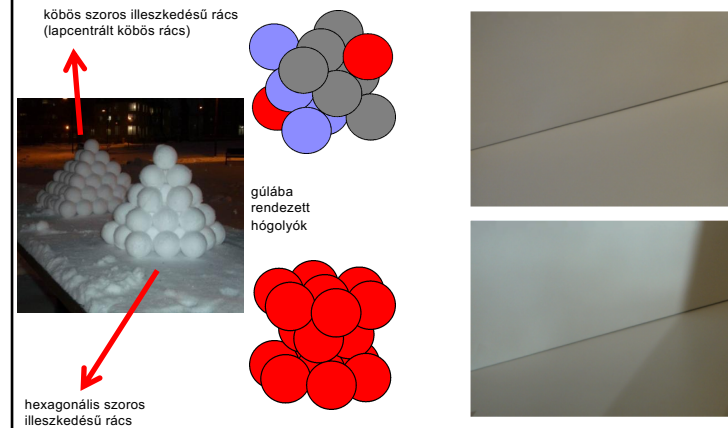 köbös szoros illeszkedésű rács
(lapcentrált köbös rács)
gúlába
rendezett
hógolyók
hexagonális szoros
illeszkedésű rács